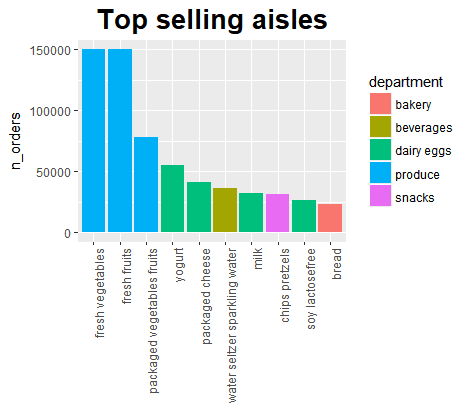 Top selling aisles
n_orders
150000
100000
50000
0
fresh vegetables
fresh fruits
packaged vegetables fruits
yogurt
packaged cheese
water seltzer sparkling water
milk
chips pretzels
soy lactosefree
bread
department
bakery
beverages
dairy eggs
produce
snacks